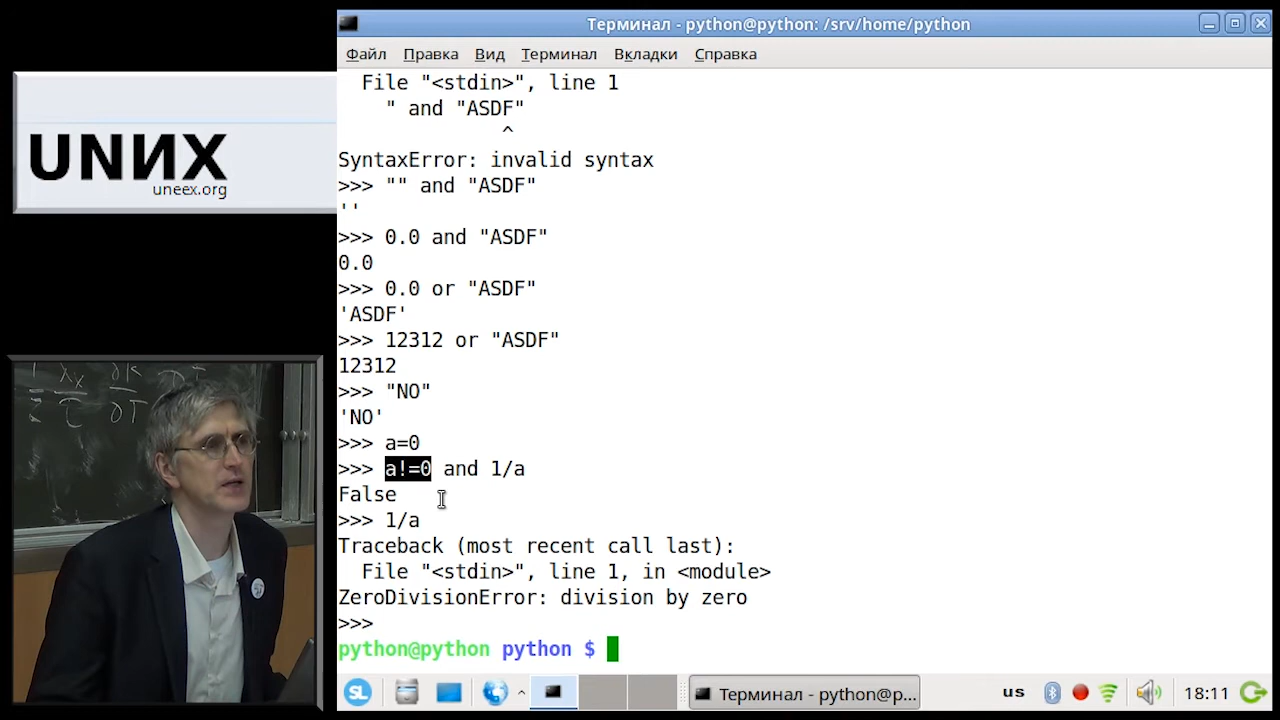 Терминал - python@python: /srv/home/python
Файл Правка Вид Терминал Вкладки Справка
UNИX
uneex.org
File "<stdin>", line 1
" and "ASDF"
^
SyntaxError: invalid syntax
>>> "" and "ASDF"
''
>>> 0.0 and "ASDF"
0.0
>>> 0.0 or "ASDF"
'ASDF'
>>> 12312 or "ASDF"
12312
>>> "NO"
'NO'
>>> a=0
>>> a!=0 and 1/a
False
>>> 1/a
Traceback (most recent call last):
File "<stdin>", line 1, in <module>
ZeroDivisionError: division by zero
>>>
python@python python $
SL
Терминал - python@p...
us
18:11